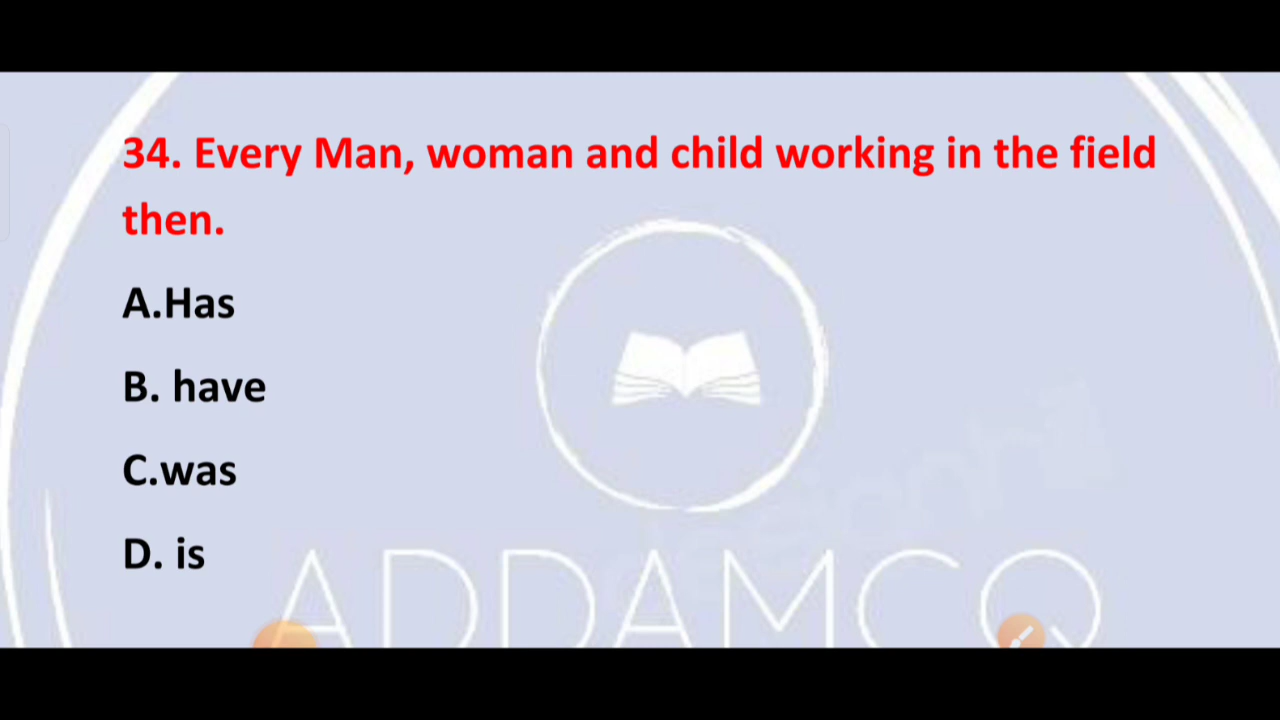 34. Every Man, woman and child working in the field
then.
A.Has
B. have
C.was
D. is
ADDAMCQ